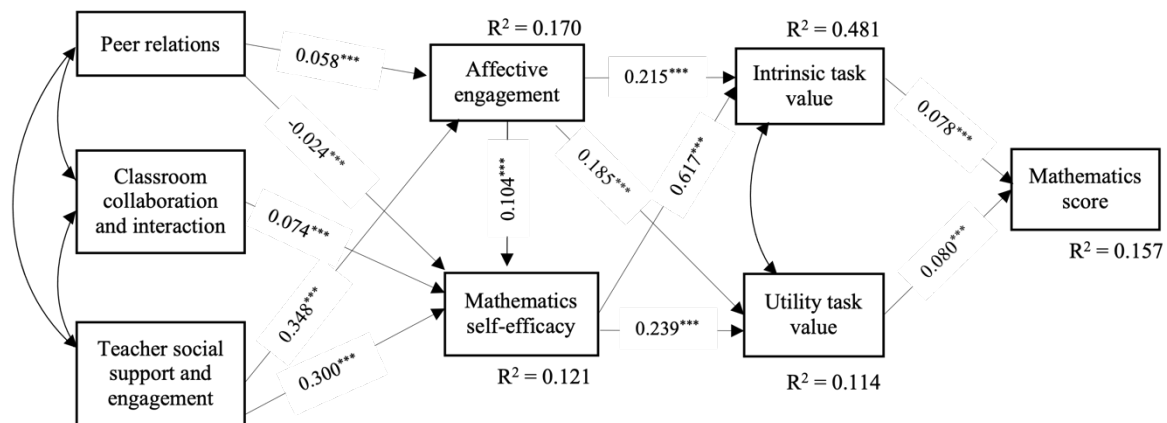 Peer relations
Classroom
collaboration
and interaction
Teacher social
support and
engagement
0.058***
-0.024***
0.074***
0.348***
0.300***
R² = 0.170
Affective
engagement
0.104***
Mathematics
self-efficacy
R² = 0.121
0.215***
0.185***
0.617***
0.239***
R² = 0.481
Intrinsic task
value
Utility task
value
R² = 0.114
0.078***
0.080***
Mathematics
score
R² = 0.157